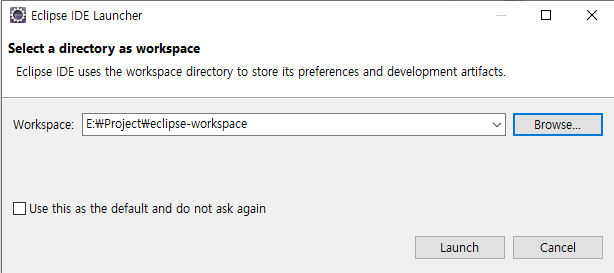 Eclipse IDE Launcher
Select a directory as workspace
Eclipse IDE uses the workspace directory to store its preferences and development artifacts.
Workspace: E:₩Project₩eclipse-workspace Browse...
Use this as the default and do not ask again
Launch Cancel